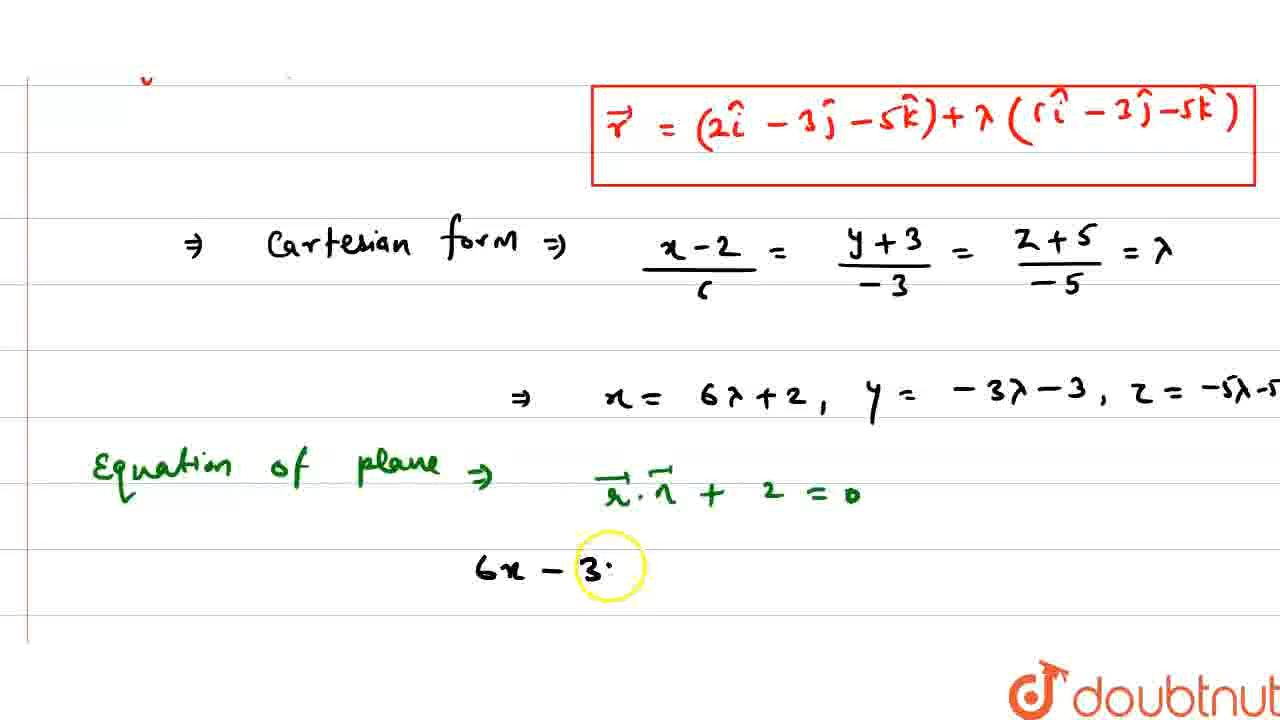 r⃗ = (2î - 3ĵ - 5k̂) + λ (6î - 3ĵ - 5k̂)
⇒ Cartesian form ⇒ x-2/6 = y+3/-3 = z+5/-5 = λ
⇒ x = 6λ+2, y = -3λ-3, z = -5λ-5
Equation of plane ⇒ r⃗.n⃗ + 2 = 0
6x - 3
doubtnut